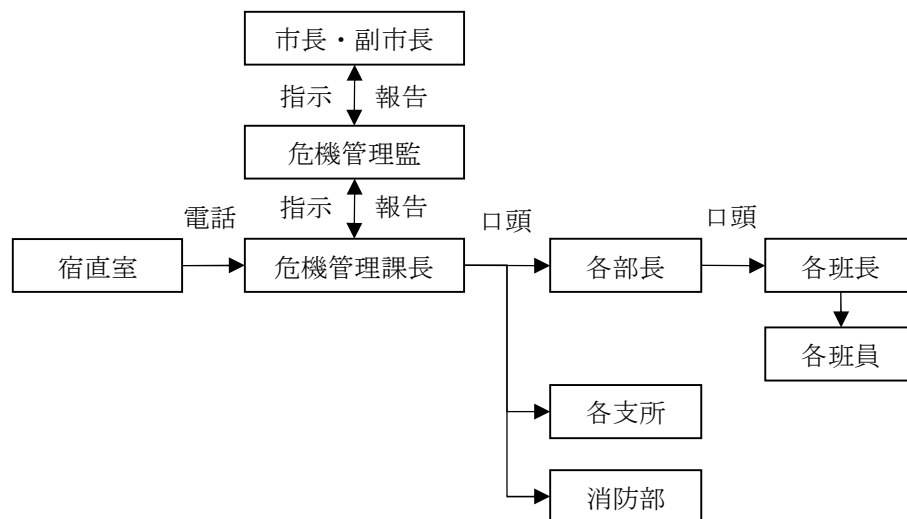 市長・副市長
指示 報告
危機管理監
指示 報告
電話 口頭 口頭
宿直室 危機管理課長 各部長 各班長
各班員
各支所
消防部